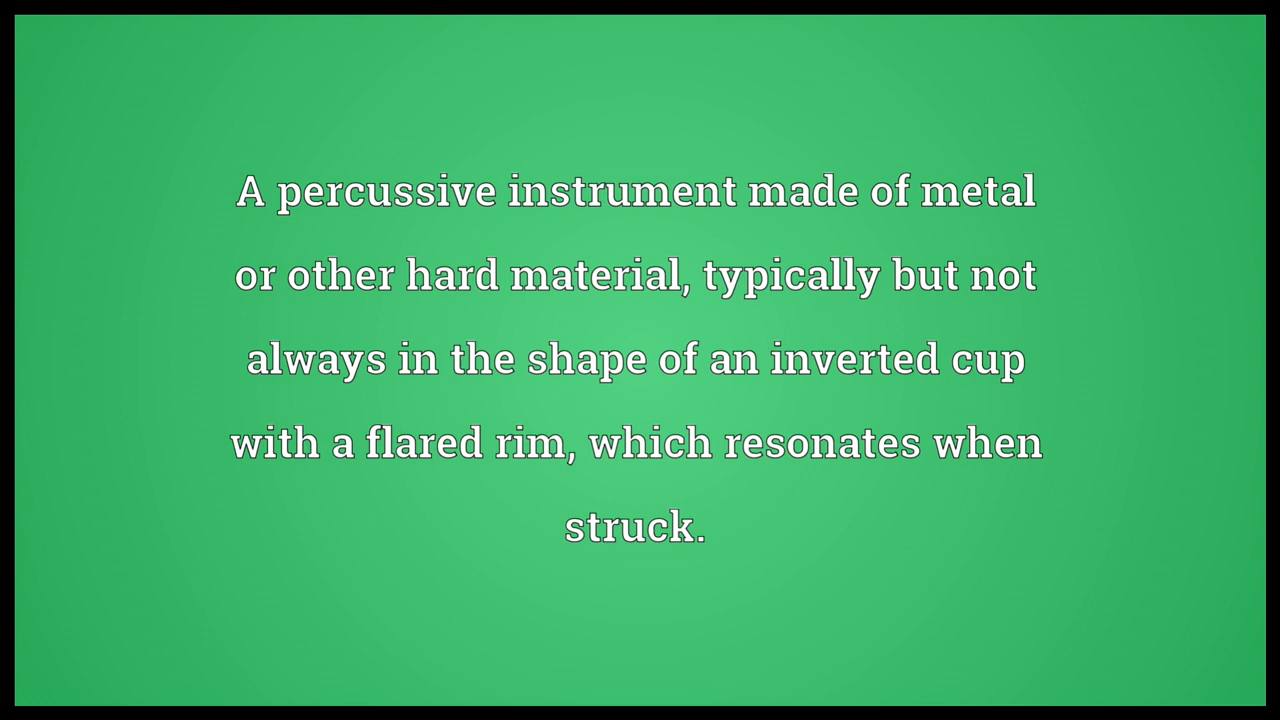 A percussive instrument made of metal
or other hard material, typically but not
always in the shape of an inverted cup
with a flared rim, which resonates when
struck.